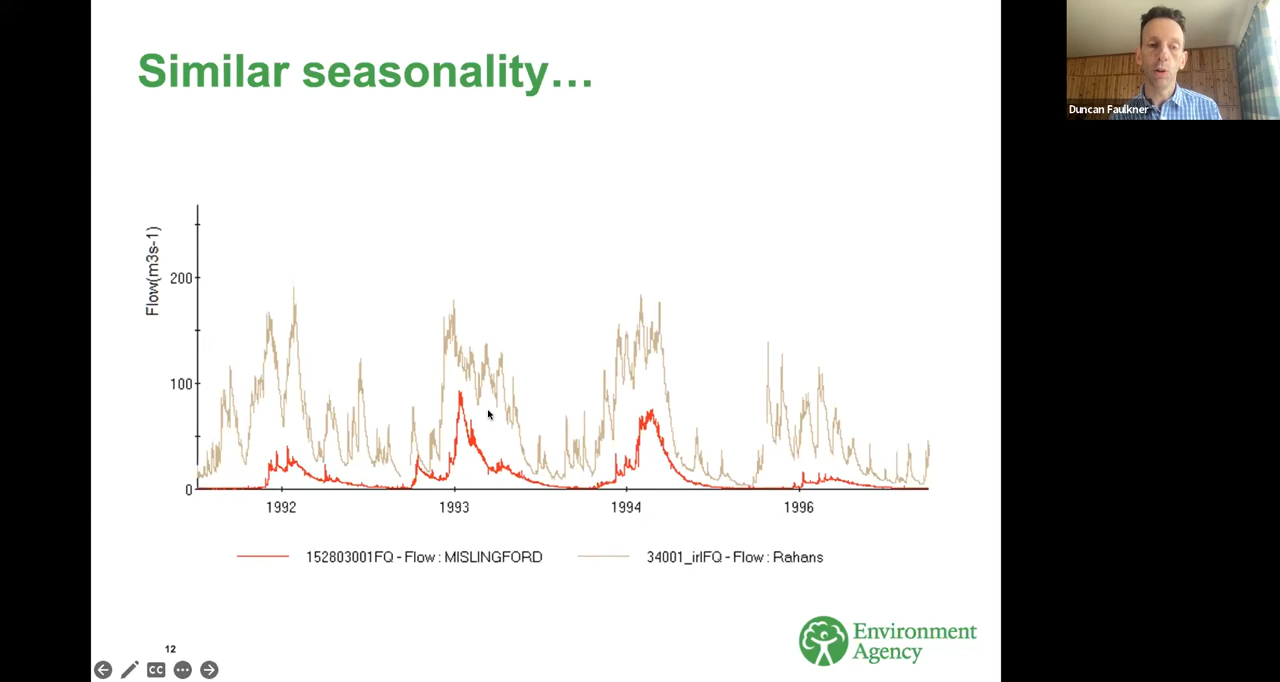 Similar seasonality…
Duncan Faulkner
Flow(m3s-1)
200
100
0
1992
1993
1994
1996
152803001FQ - Flow : MISLINGFORD
34001_irlFQ - Flow : Rahans
Environment
Agency
12
CC